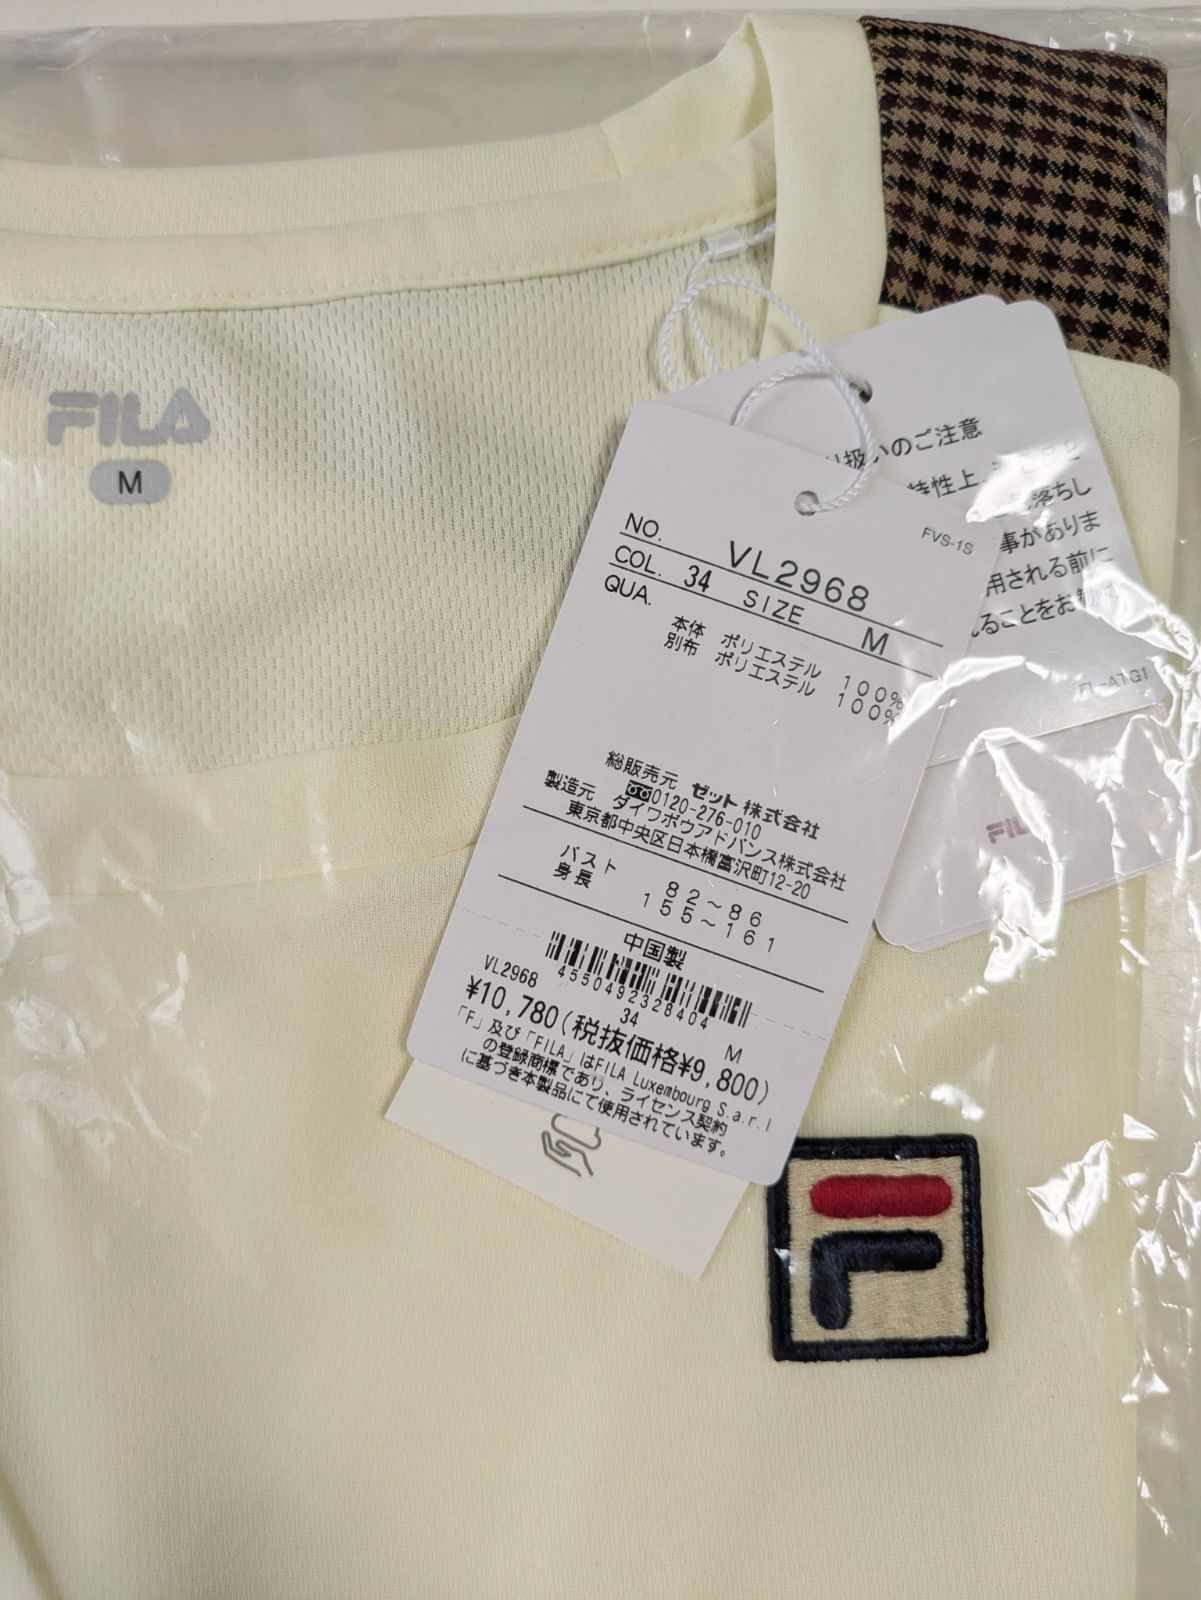 FILA
M
り扱いのご注意
特性上、
落ちし
事がありま
用される前に
ることをお勧め
FL-A1G1
FILA
FVS-1S
NO. VL2968
COL. 34 SIZE M
QUA.
本体 ポリエステル 100%
別布 ポリエステル 100%
総販売元 ゼット株式会社
0120-276-010
製造元 ダイワボウアドバンス株式会社
東京都中央区日本橋富沢町12-20
バスト 82~86
身長 155~161
中国製
4550492328404
VL2968 34 M
¥10,780(税抜価格¥9,800)
「F」及び「FILA」はFILA Luxembourg S.a.r.l
の登録商標であり、ライセンス契約
に基づき本製品にて使用されています。